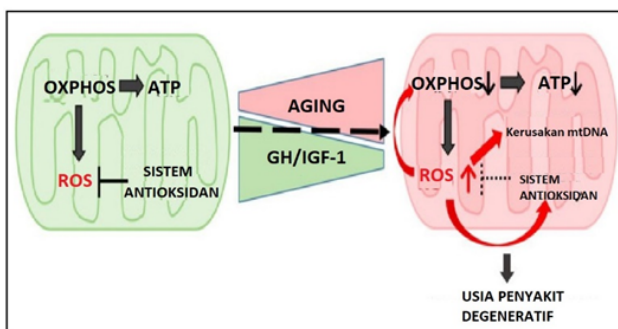 OXPHOS ATP
ROS SISTEM
ANTIOKSIDAN
AGING
GH/IGF-1
OXPHOS↓ ATP↓
Kerusakan mtDNA
ROS ↑ SISTEM
ANTIOKSIDAN
USIA PENYAKIT
DEGENERATIF